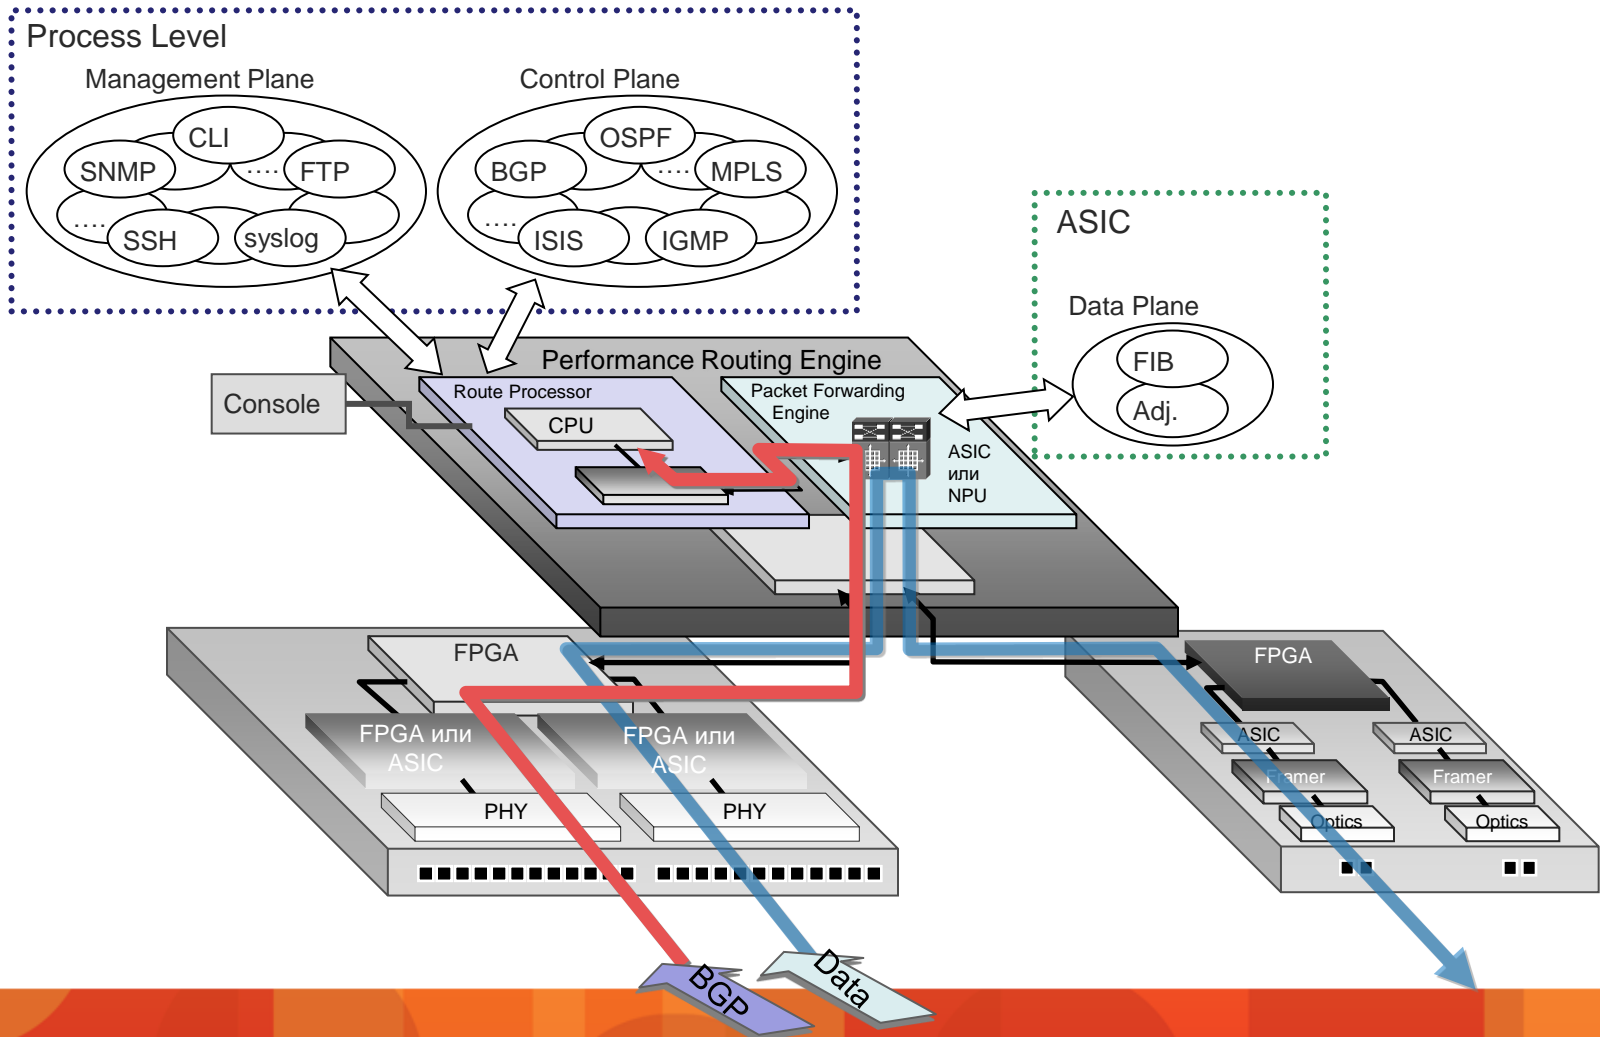 Process Level
Management Plane
CLI
SNMP
....
FTP
....
SSH
syslog
Control Plane
OSPF
BGP
....
MPLS
....
ISIS
IGMP
ASIC
Data Plane
FIB
Adj.
Performance Routing Engine
Console
Route Processor
CPU
Packet Forwarding
Engine
ASIC
или
NPU
FPGA
FPGA или
ASIC
FPGA или
ASIC
PHY
PHY
FPGA
ASIC
ASIC
Framer
Framer
Optics
Optics
BGP
Data